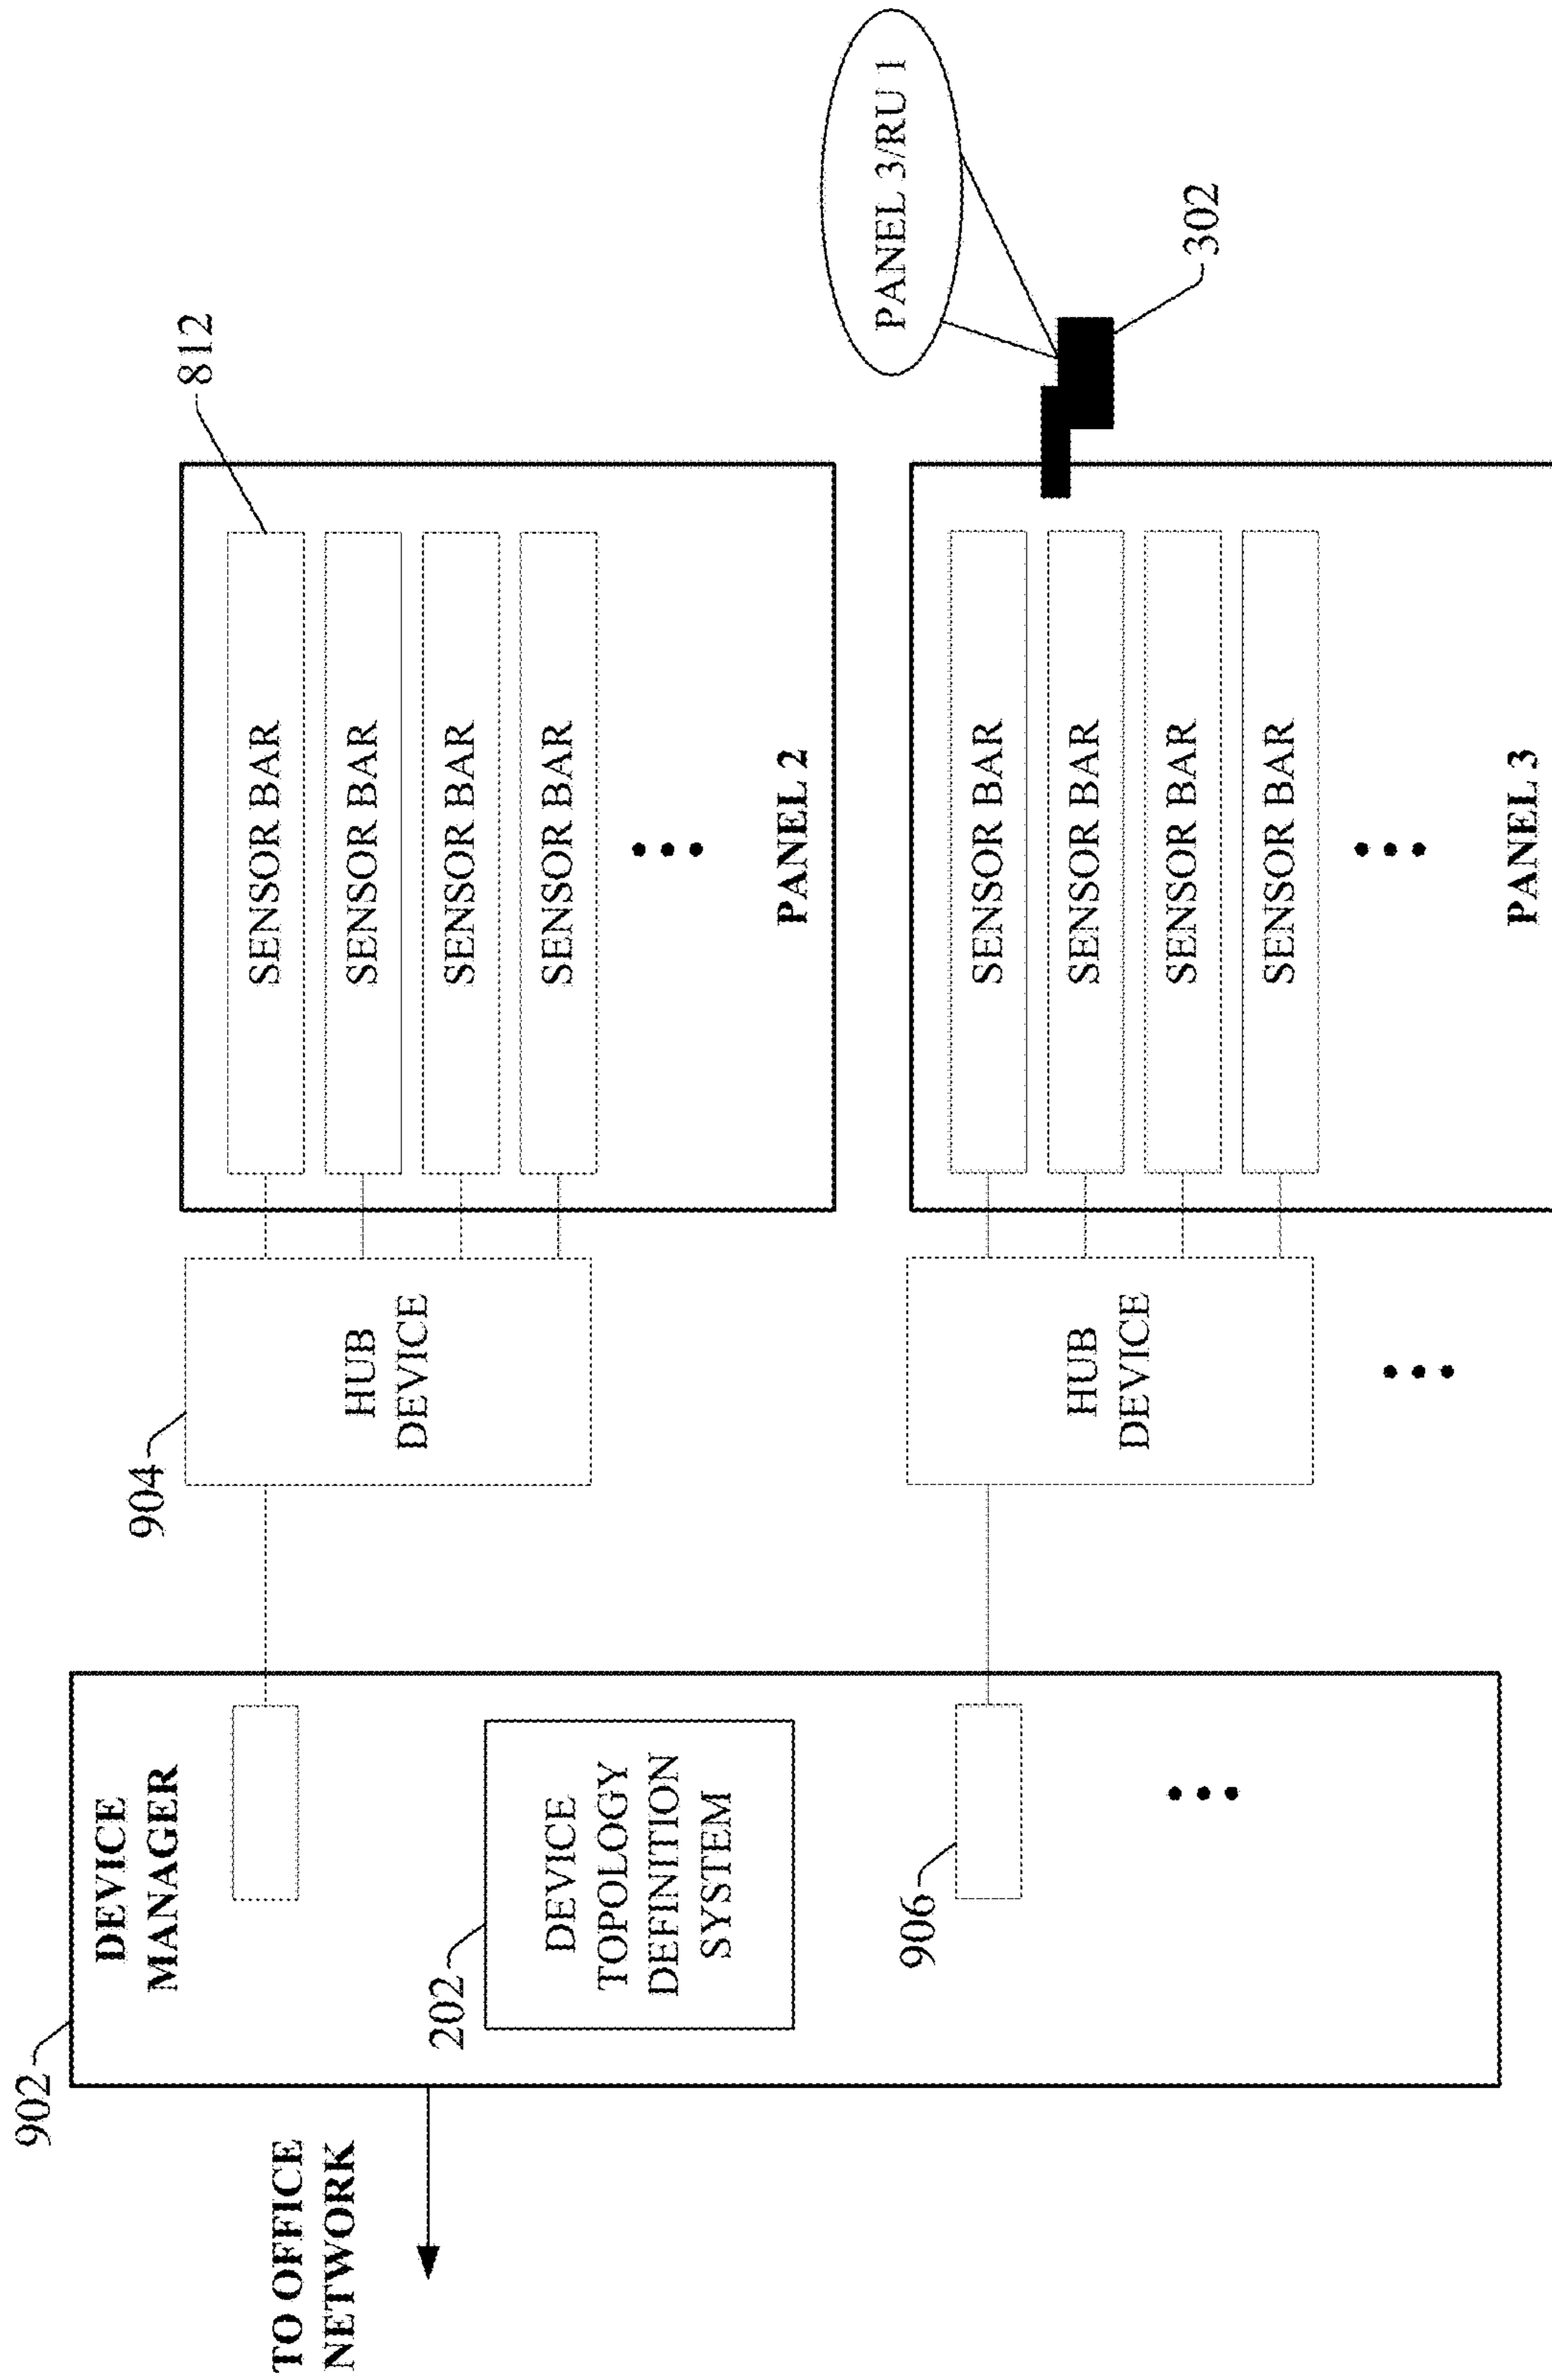 902
DEVICE
MANAGER
TO OFFICE
NETWORK
202
DEVICE
TOPOLOGY
DEFINITION
SYSTEM
906
904
HUB
DEVICE
HUB
DEVICE
812
SENSOR BAR
SENSOR BAR
SENSOR BAR
SENSOR BAR
PANEL 2
SENSOR BAR
SENSOR BAR
SENSOR BAR
SENSOR BAR
PANEL 3
PANEL 3/RU 1
302